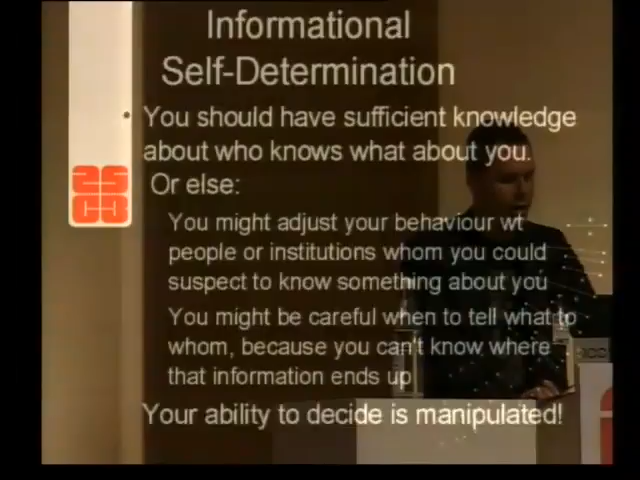 Informational
Self-Determination
• You should have sufficient knowledge
about who knows what about you.
Or else:
You might adjust your behaviour wt
people or institutions whom you could
suspect to know something about you
You might be careful when to tell what to
whom, because you can't know where
that information ends up
Your ability to decide is manipulated!
25
C3